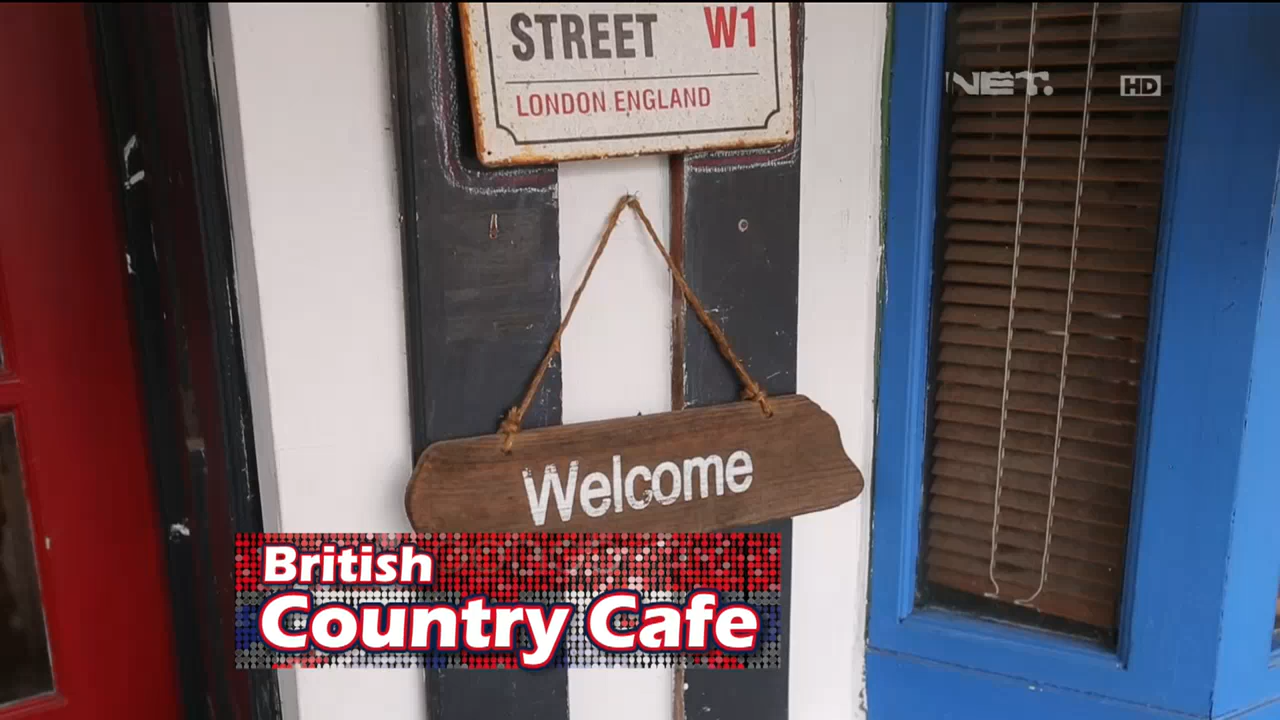 STREET W1
LONDON ENGLAND
NET. HD
Welcome
British
Country Cafe